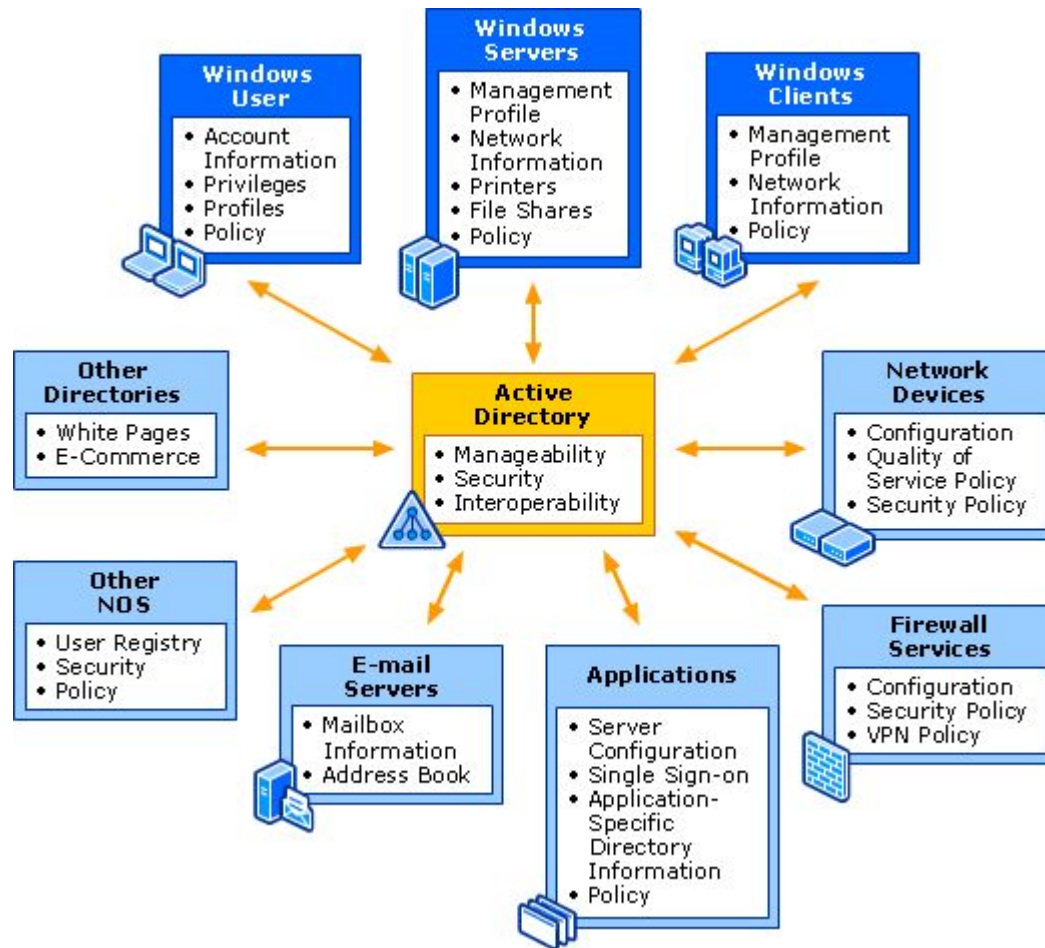 Windows
User
• Account
Information
• Privileges
• Profiles
• Policy
Windows
Servers
• Management
Profile
• Network
Information
• Printers
• File Shares
• Policy
Windows
Clients
• Management
Profile
• Network
Information
• Policy
Other
Directories
• White Pages
• E-Commerce
Active
Directory
• Manageability
• Security
• Interoperability
Network
Devices
• Configuration
• Quality of
Service Policy
• Security Policy
Other
NOS
• User Registry
• Security
• Policy
E-mail
Servers
• Mailbox
Information
• Address Book
Applications
• Server
Configuration
• Single Sign-on
• Application-
Specific
Directory
Information
• Policy
Firewall
Services
• Configuration
• Security Policy
• VPN Policy